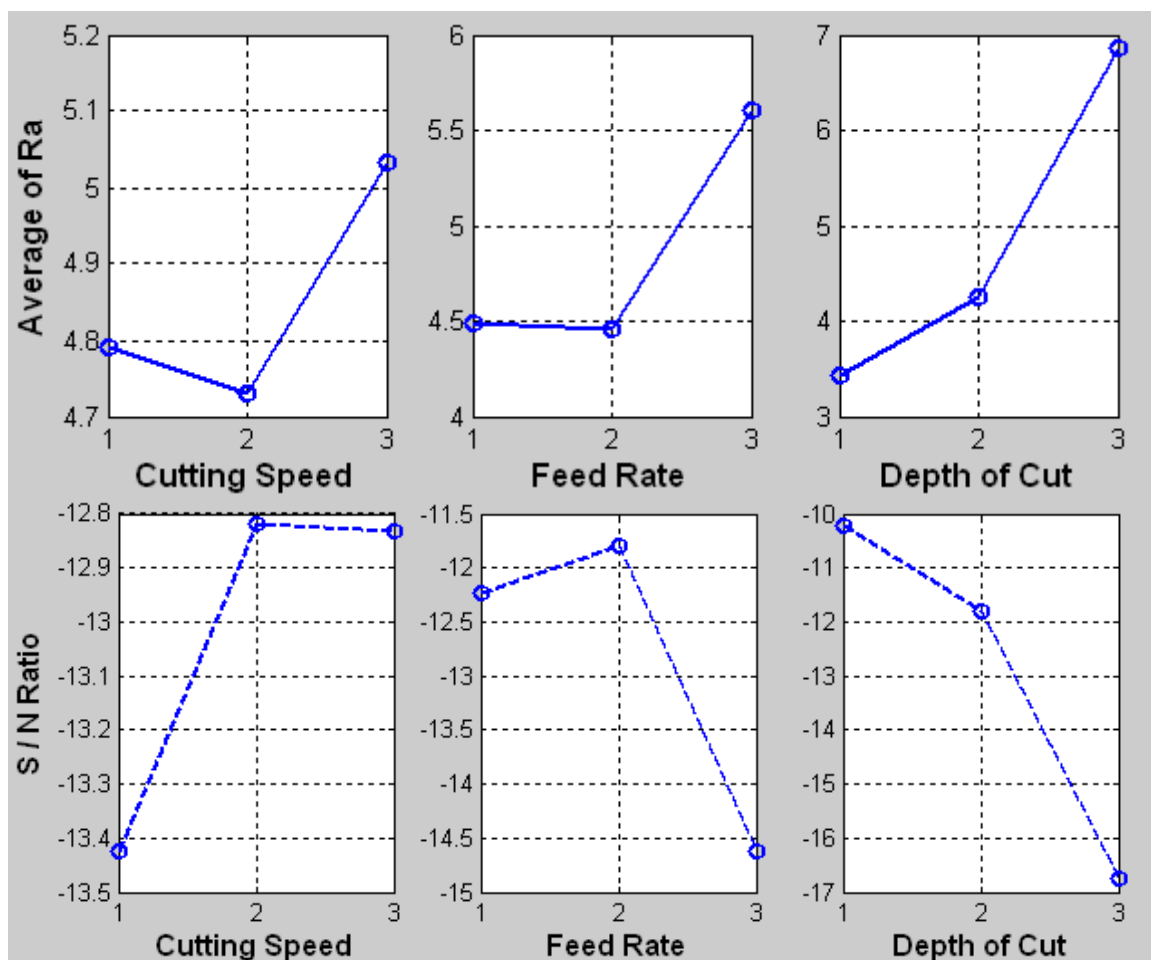 Average of Ra
5.2
5.1
5
4.9
4.8
4.7
1 2 3
Cutting Speed
6
5.5
5
4.5
4
1 2 3
Feed Rate
7
6
5
4
3
1 2 3
Depth of Cut
S / N Ratio
-12.8
-12.9
-13
-13.1
-13.2
-13.3
-13.4
-13.5
1 2 3
Cutting Speed
-11.5
-12
-12.5
-13
-13.5
-14
-14.5
-15
1 2 3
Feed Rate
-10
-11
-12
-13
-14
-15
-16
-17
1 2 3
Depth of Cut